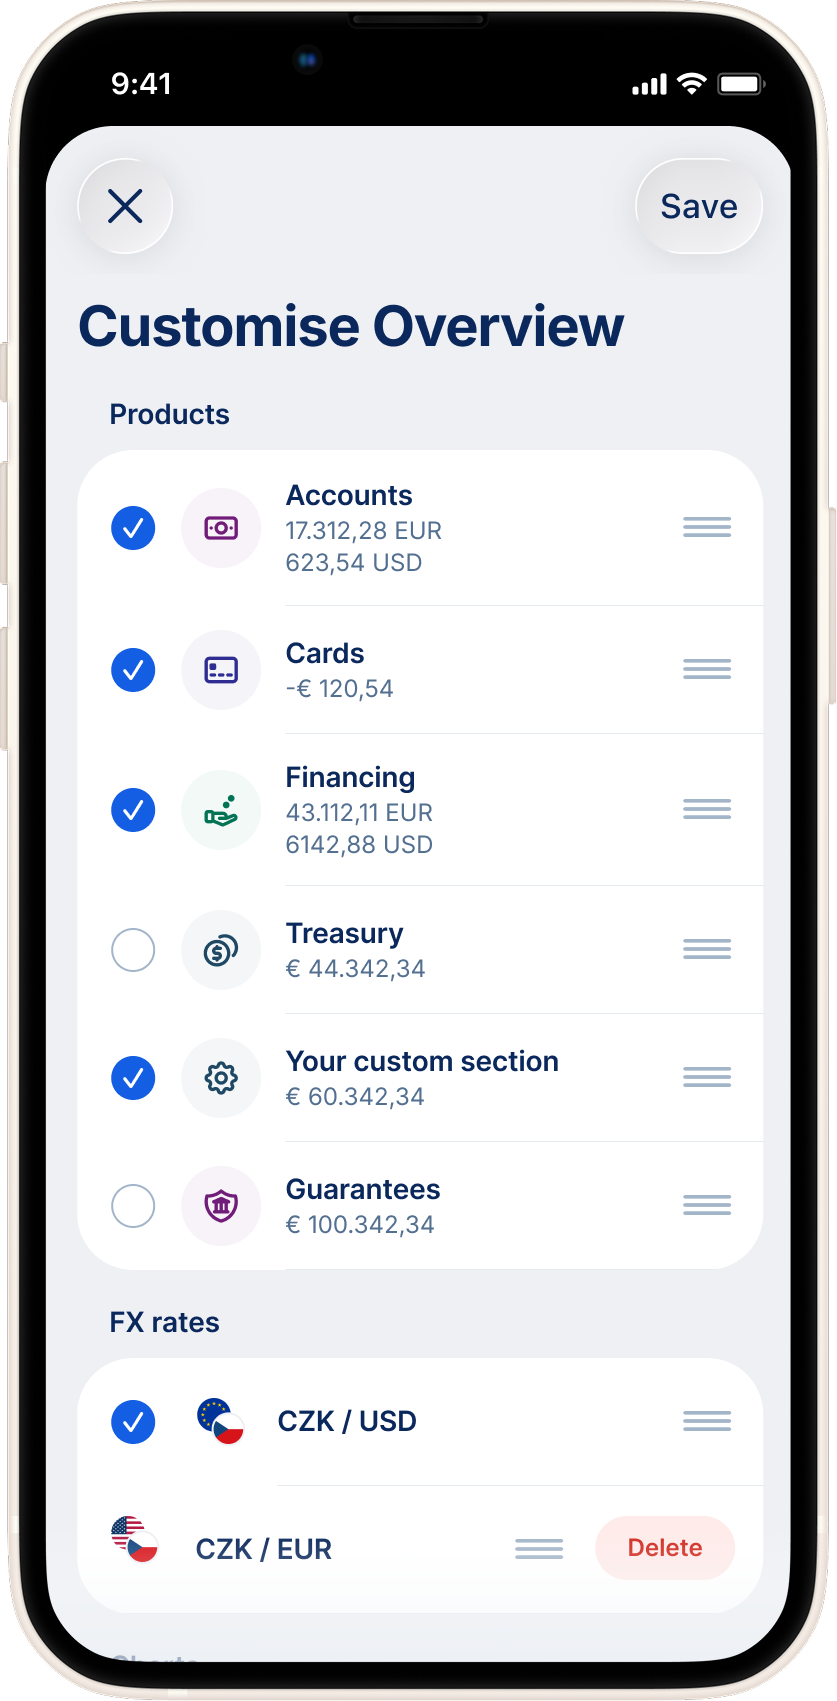 9:41
Save
Customise Overview
Products
Accounts
17.312,28 EUR
623,54 USD
Cards
-€ 120,54
Financing
43.112,11 EUR
6142,88 USD
Treasury
€ 44.342,34
Your custom section
€ 60.342,34
Guarantees
€ 100.342,34
FX rates
CZK / USD
CZK / EUR
Delete